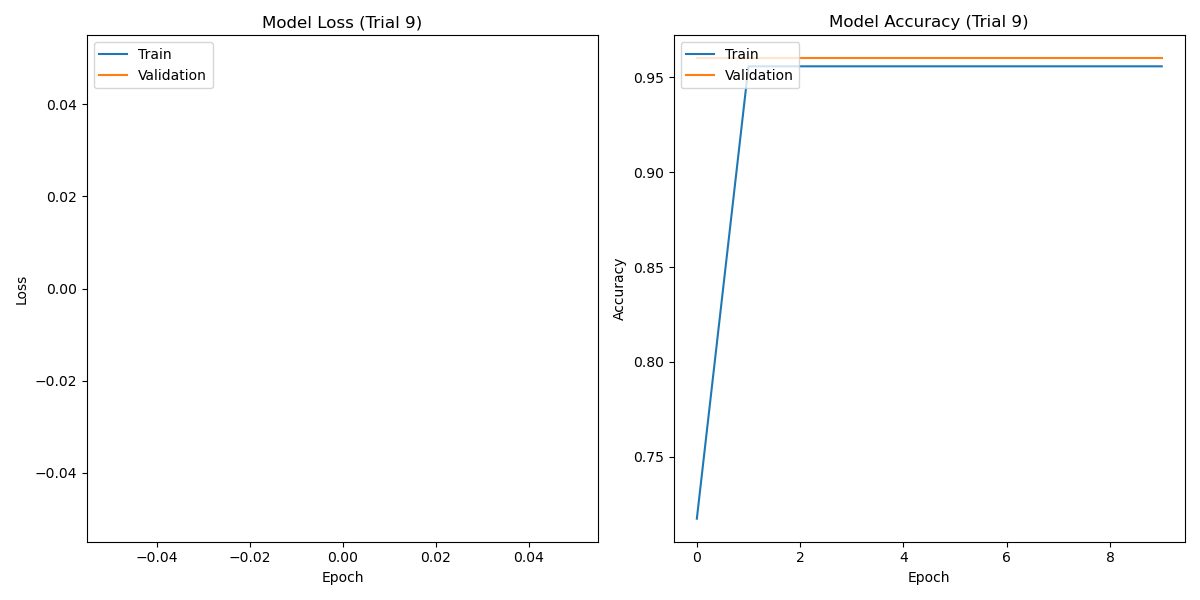 Model Loss (Trial 9)
Train
Validation
0.04
0.02
0.00
−0.02
−0.04
Loss
−0.04
−0.02
0.00
0.02
0.04
Epoch
Model Accuracy (Trial 9)
Train
Validation
0.95
0.90
0.85
0.80
0.75
Accuracy
0
2
4
6
8
Epoch